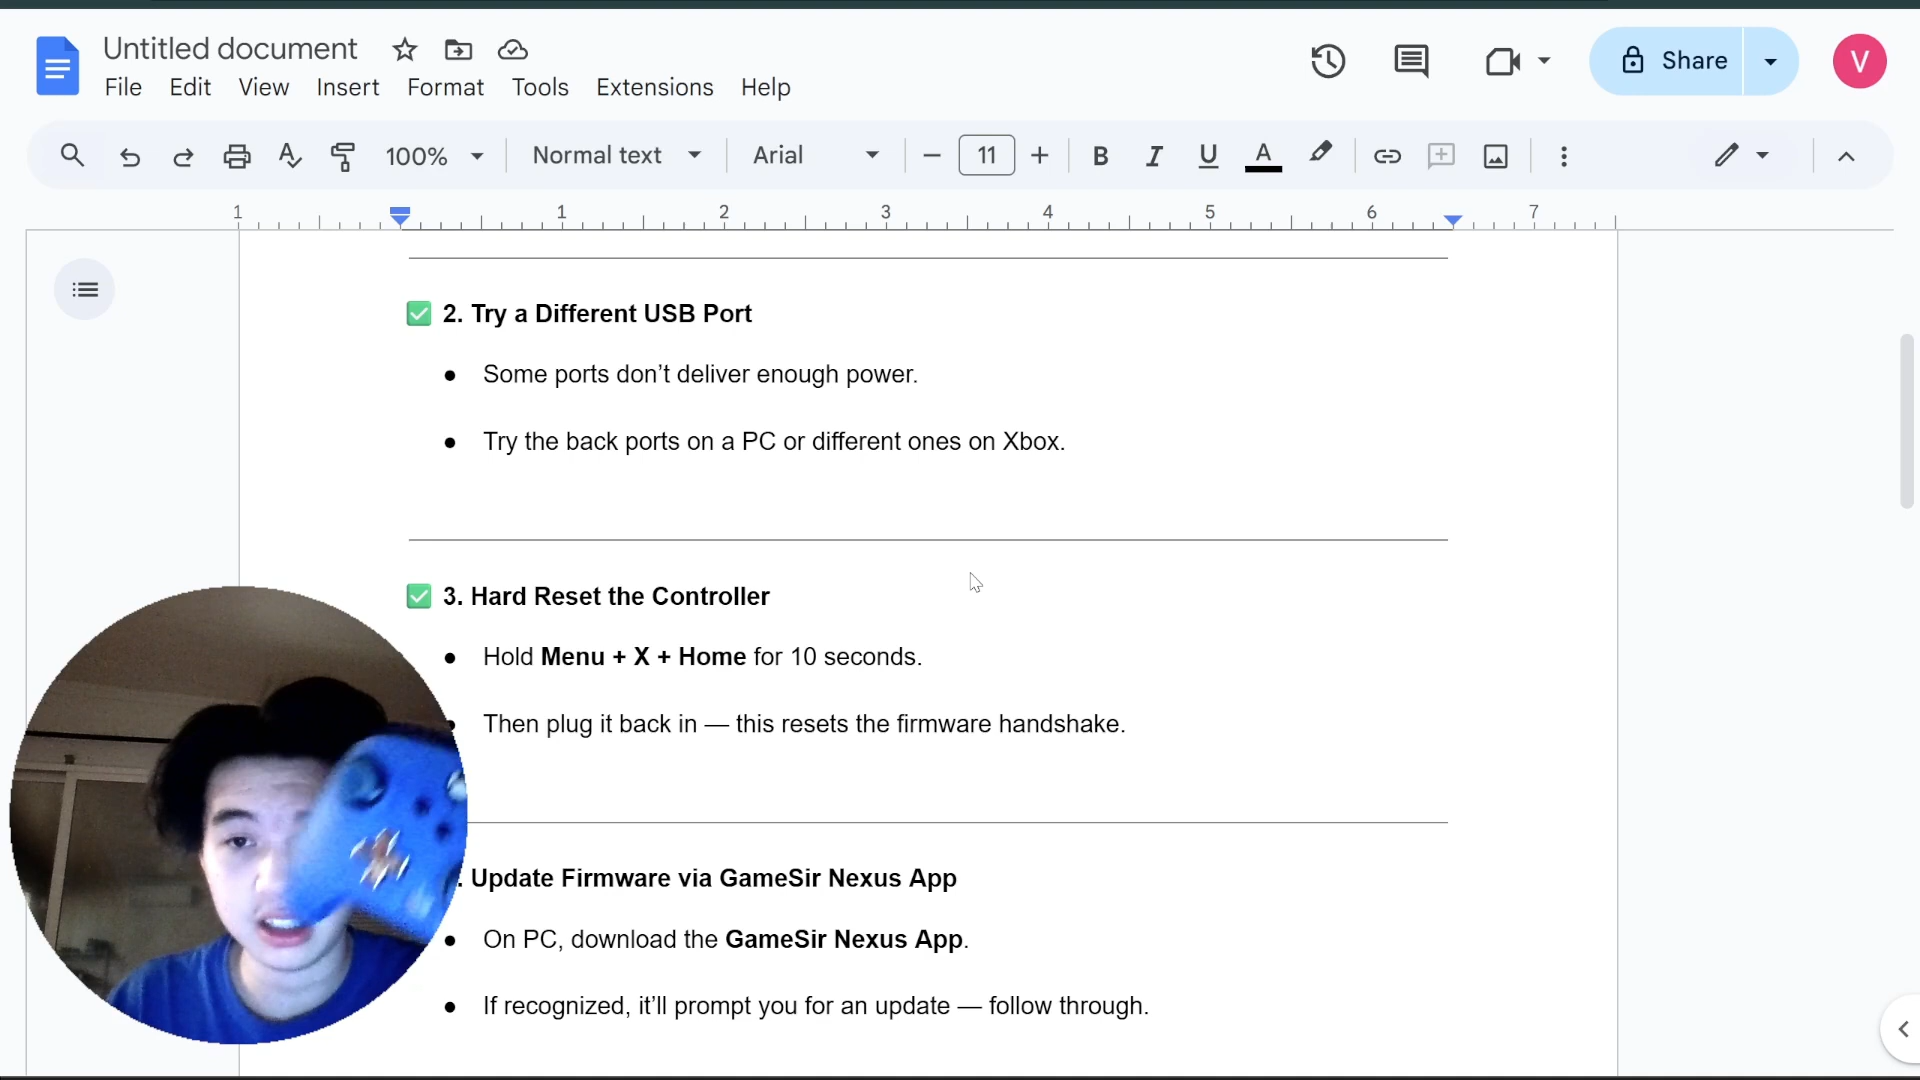 Untitled document
File Edit View Insert Format Tools Extensions Help
Share
V
100% Normal text Arial 11 B I U A
1 1 2 3 4 5 6 7
2. Try a Different USB Port
Some ports don’t deliver enough power.
Try the back ports on a PC or different ones on Xbox.
3. Hard Reset the Controller
Hold Menu + X + Home for 10 seconds.
Then plug it back in — this resets the firmware handshake.
. Update Firmware via GameSir Nexus App
On PC, download the GameSir Nexus App.
If recognized, it’ll prompt you for an update — follow through.